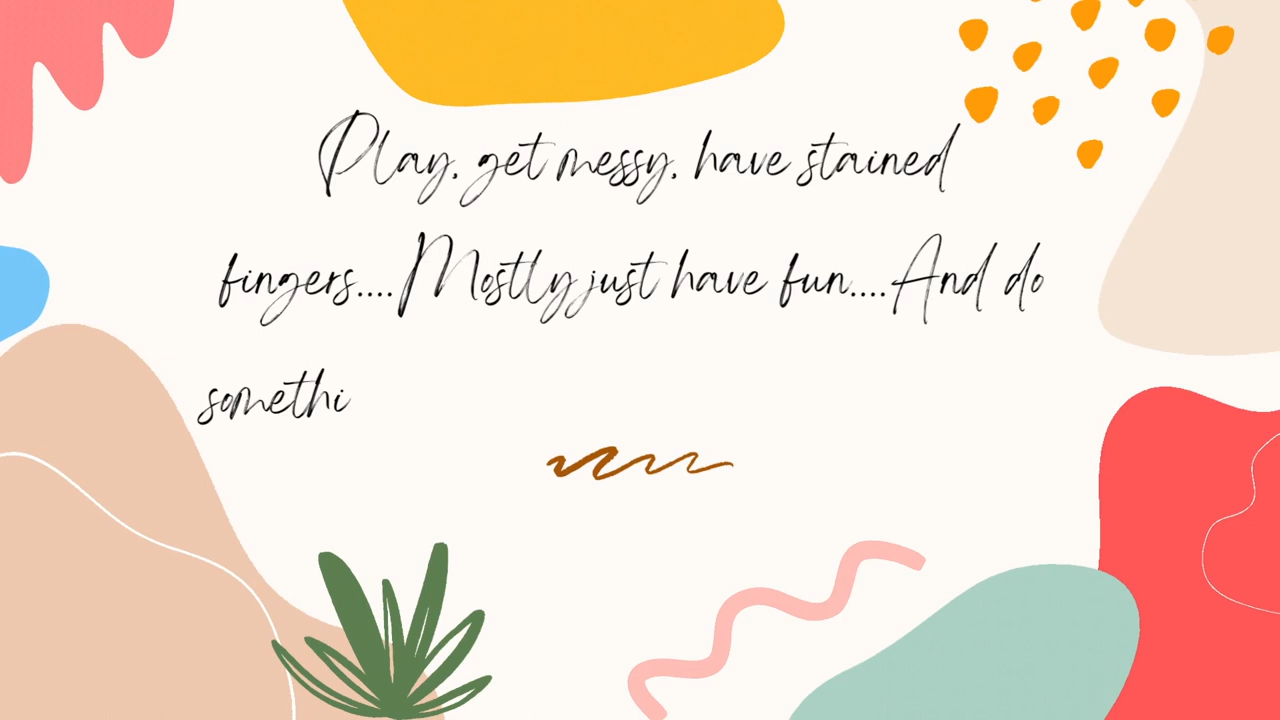 Play, get messy, have stained
fingers....Mostly just have fun....And do
somethi